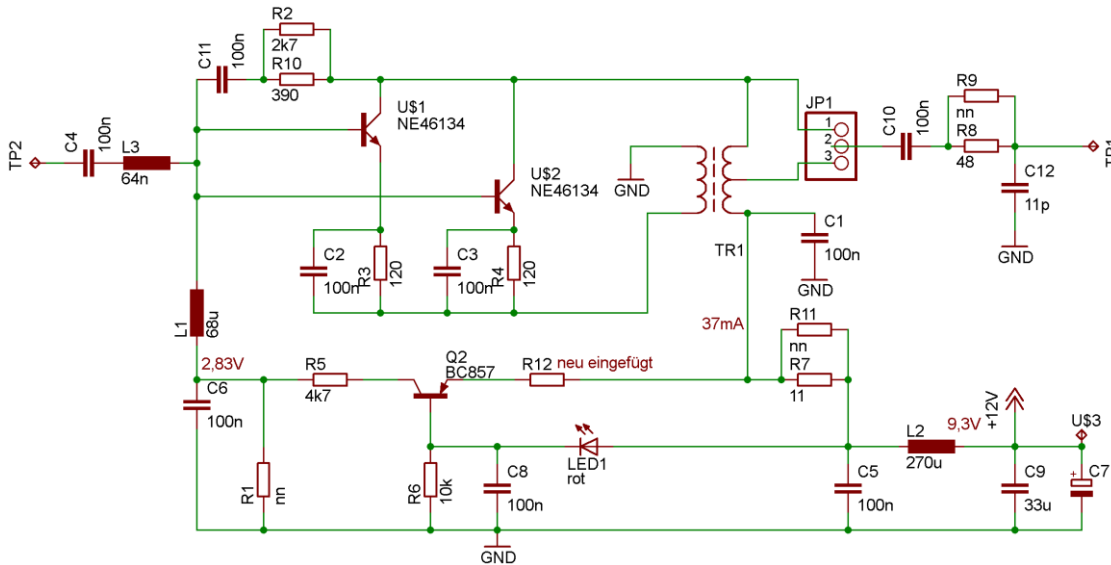 R2
2k7
C11
100n
R10
390
U$1
NE46134
JP1
1
2
3
R9
nn
C10
100n
R8
48
TP2
C4
100n
L3
64n
U$2
NE46134
GND
C12
11p
C2
100n
R3
120
C3
100n
R4
120
TR1
C1
100n
GND
GND
L1
68u
37mA
R11
nn
2,83V
R5
4k7
Q2
BC857
R12
neu eingefügt
R7
11
C6
100n
+12V
9,3V
U$3
L2
270u
LED1
rot
R1
nn
R6
10k
C8
100n
C5
100n
C9
33u
C7
+
GND